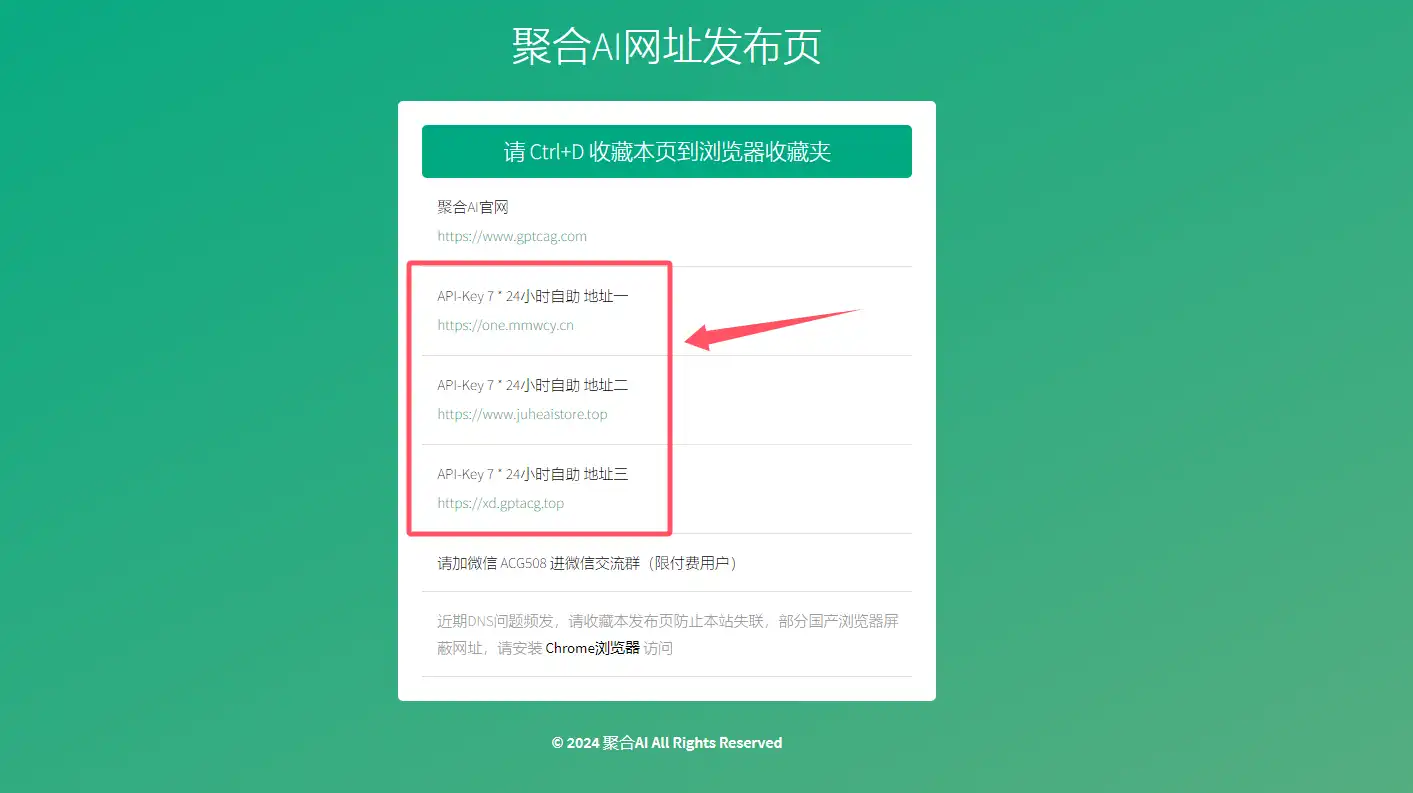 聚合AI网址发布页
请 Ctrl+D 收藏本页到浏览器收藏夹
聚合AI官网
https://www.gptcag.com
API-Key 7 * 24小时自助 地址一
https://one.mmwcy.cn
API-Key 7 * 24小时自助 地址二
https://www.juheaistore.top
API-Key 7 * 24小时自助 地址三
https://xd.gptacg.top
请加微信 ACG508 进微信交流群（限付费用户）
近期DNS问题频发，请收藏本发布页防止本站失联，部分国产浏览器屏
蔽网址，请安装 Chrome浏览器 访问
© 2024 聚合AI All Rights Reserved